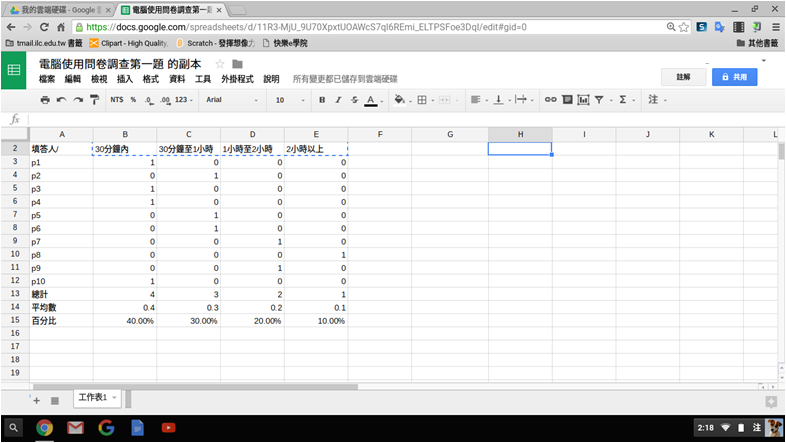 我的雲端硬碟 - Google
電腦使用問卷調查第一題 的副
https://docs.google.com/spreadsheets/d/11R3-MjU_9U70XpxtUOAWcS7qI6REmi_ELTPSFoe3DqI/edit#gid=0
tmail.ilc.edu.tw 書籤 Clipart - High Quality, Scratch - 發揮想像力 快樂e學院 其他書籤
電腦使用問卷調查第一題 的副本
檔案 編輯 檢視 插入 格式 資料 工具 外掛程式 說明 所有變更都已儲存到雲端硬碟
註解 共用
NT$ % .0 .00 123 Arial 10 B I S A Σ 注
fx
A B C D E F G H I J K L
2 填答人/ 30分鐘內 30分鐘至1小時 1小時至2小時 2小時以上
3 p1 1 0 0 0
4 p2 0 1 0 0
5 p3 1 0 0 0
6 p4 1 0 0 0
7 p5 0 1 0 0
8 p6 0 1 0 0
9 p7 0 0 1 0
10 p8 0 0 0 1
11 p9 0 0 1 0
12 p10 1 0 0 0
13 總計 4 3 2 1
14 平均數 0.4 0.3 0.2 0.1
15 百分比 40.00% 30.00% 20.00% 10.00%
16
17
18
19
工作表1
2:18 注